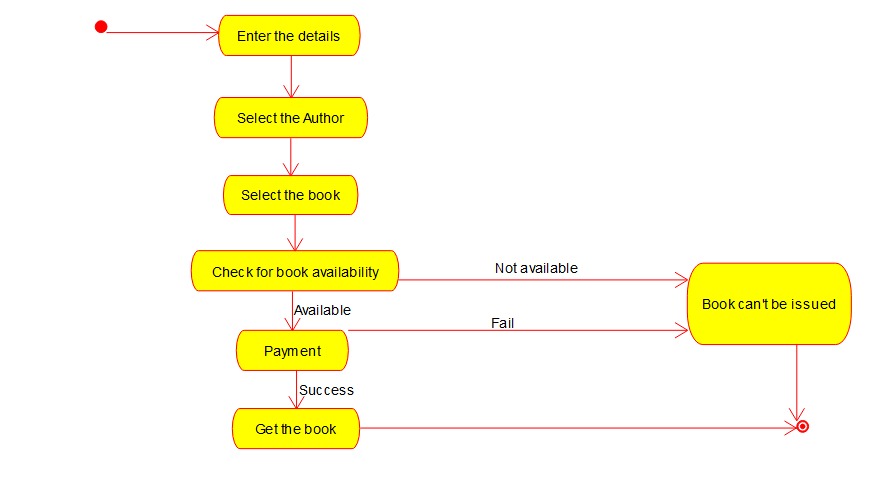 Enter the details
Select the Author
Select the book
Check for book availability
Not available
Book can't be issued
Available
Fail
Payment
Success
Get the book